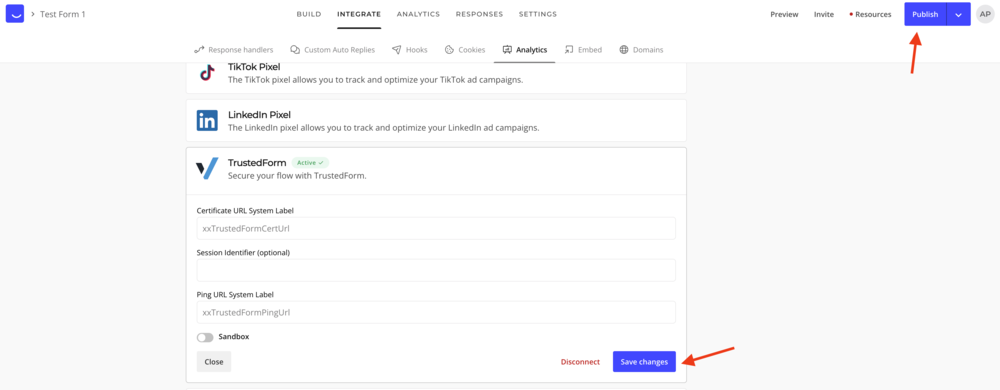 Test Form 1
BUILD INTEGRATE ANALYTICS RESPONSES SETTINGS
Preview Invite Resources Publish AP
Response handlers Custom Auto Replies Hooks Cookies Analytics Embed Domains
TikTok Pixel
The TikTok pixel allows you to track and optimize your TikTok ad campaigns.
in
LinkedIn Pixel
The LinkedIn pixel allows you to track and optimize your LinkedIn ad campaigns.
TrustedForm Active
Secure your flow with TrustedForm.
Certificate URL System Label
xxTrustedFormCertUrl
Session Identifier (optional)
Ping URL System Label
xxTrustedFormPingUrl
Sandbox
Close Disconnect Save changes